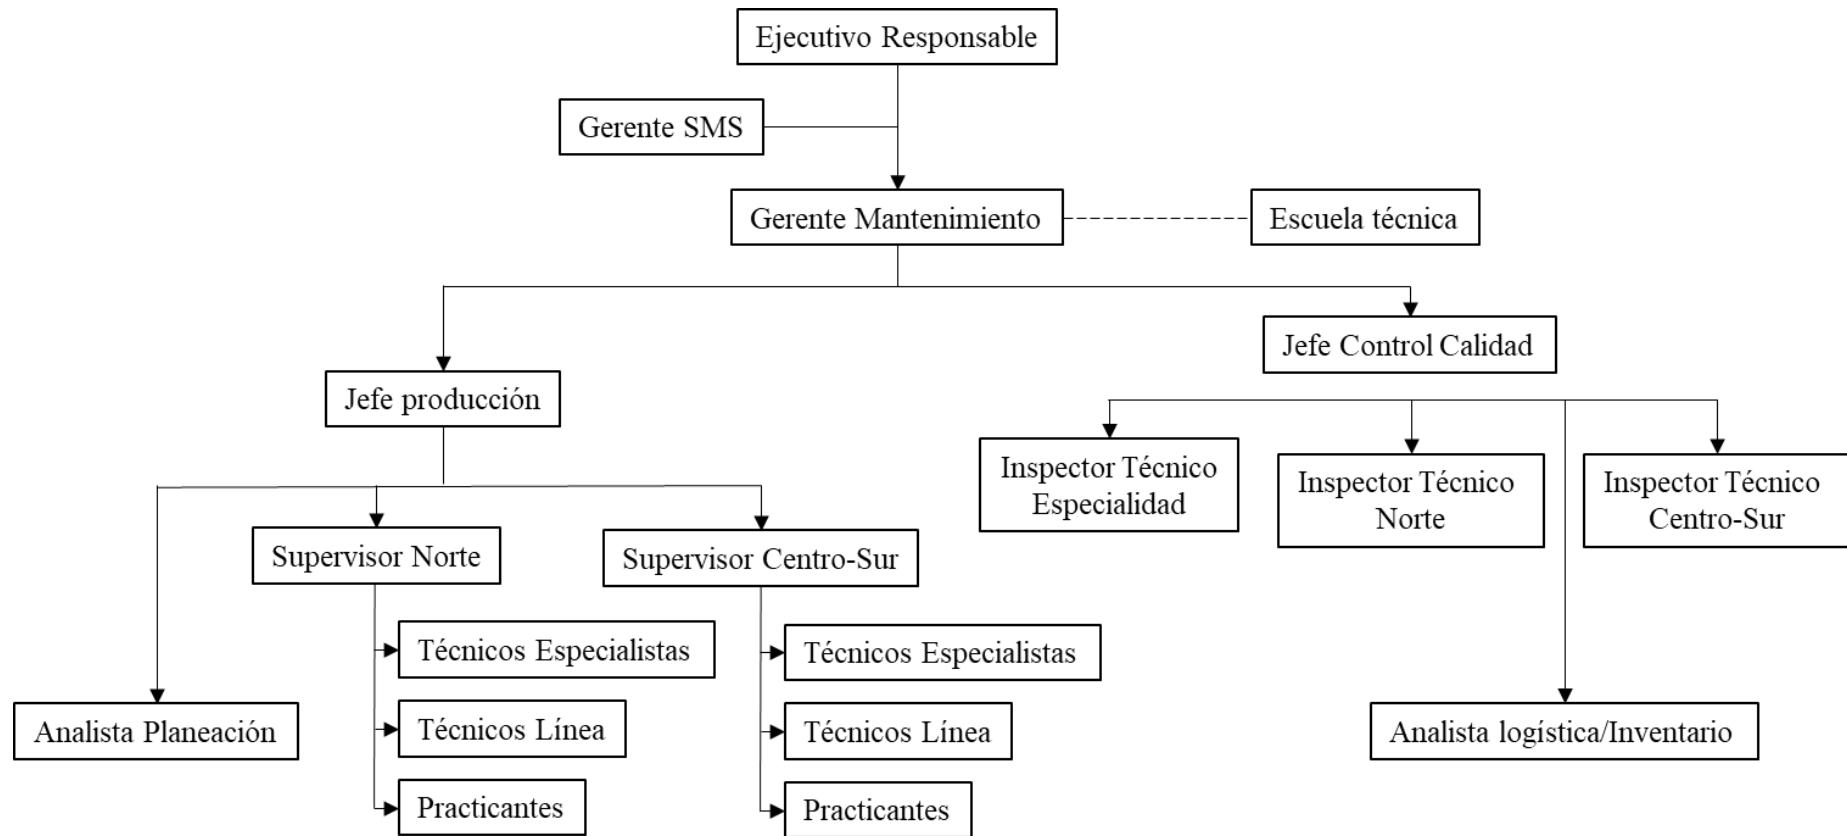 Ejecutivo Responsable
Gerente SMS
Gerente Mantenimiento
Escuela técnica
Jefe Control Calidad
Jefe producción
Inspector Técnico
Especialidad
Inspector Técnico
Norte
Inspector Técnico
Centro-Sur
Supervisor Norte
Supervisor Centro-Sur
Técnicos Especialistas
Técnicos Especialistas
Analista Planeación
Técnicos Línea
Técnicos Línea
Analista logística/Inventario
Practicantes
Practicantes